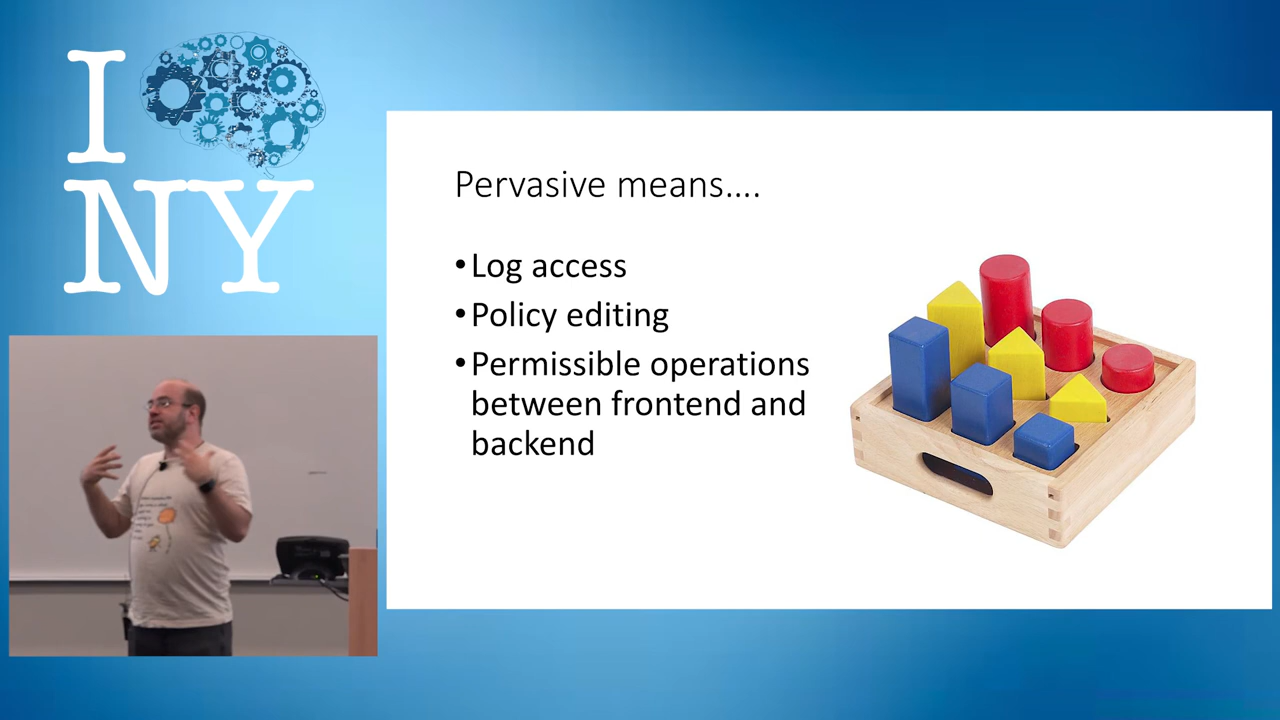 I
NY
Pervasive means....
•Log access
•Policy editing
•Permissible operations
between frontend and
backend